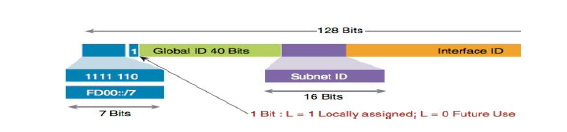 128 Bits
1 Global ID 40 Bits Interface ID
1111 110 Subnet ID
FD00::/7
16 Bits
7 Bits 1 Bit : L = 1 Locally assigned; L = 0 Future Use